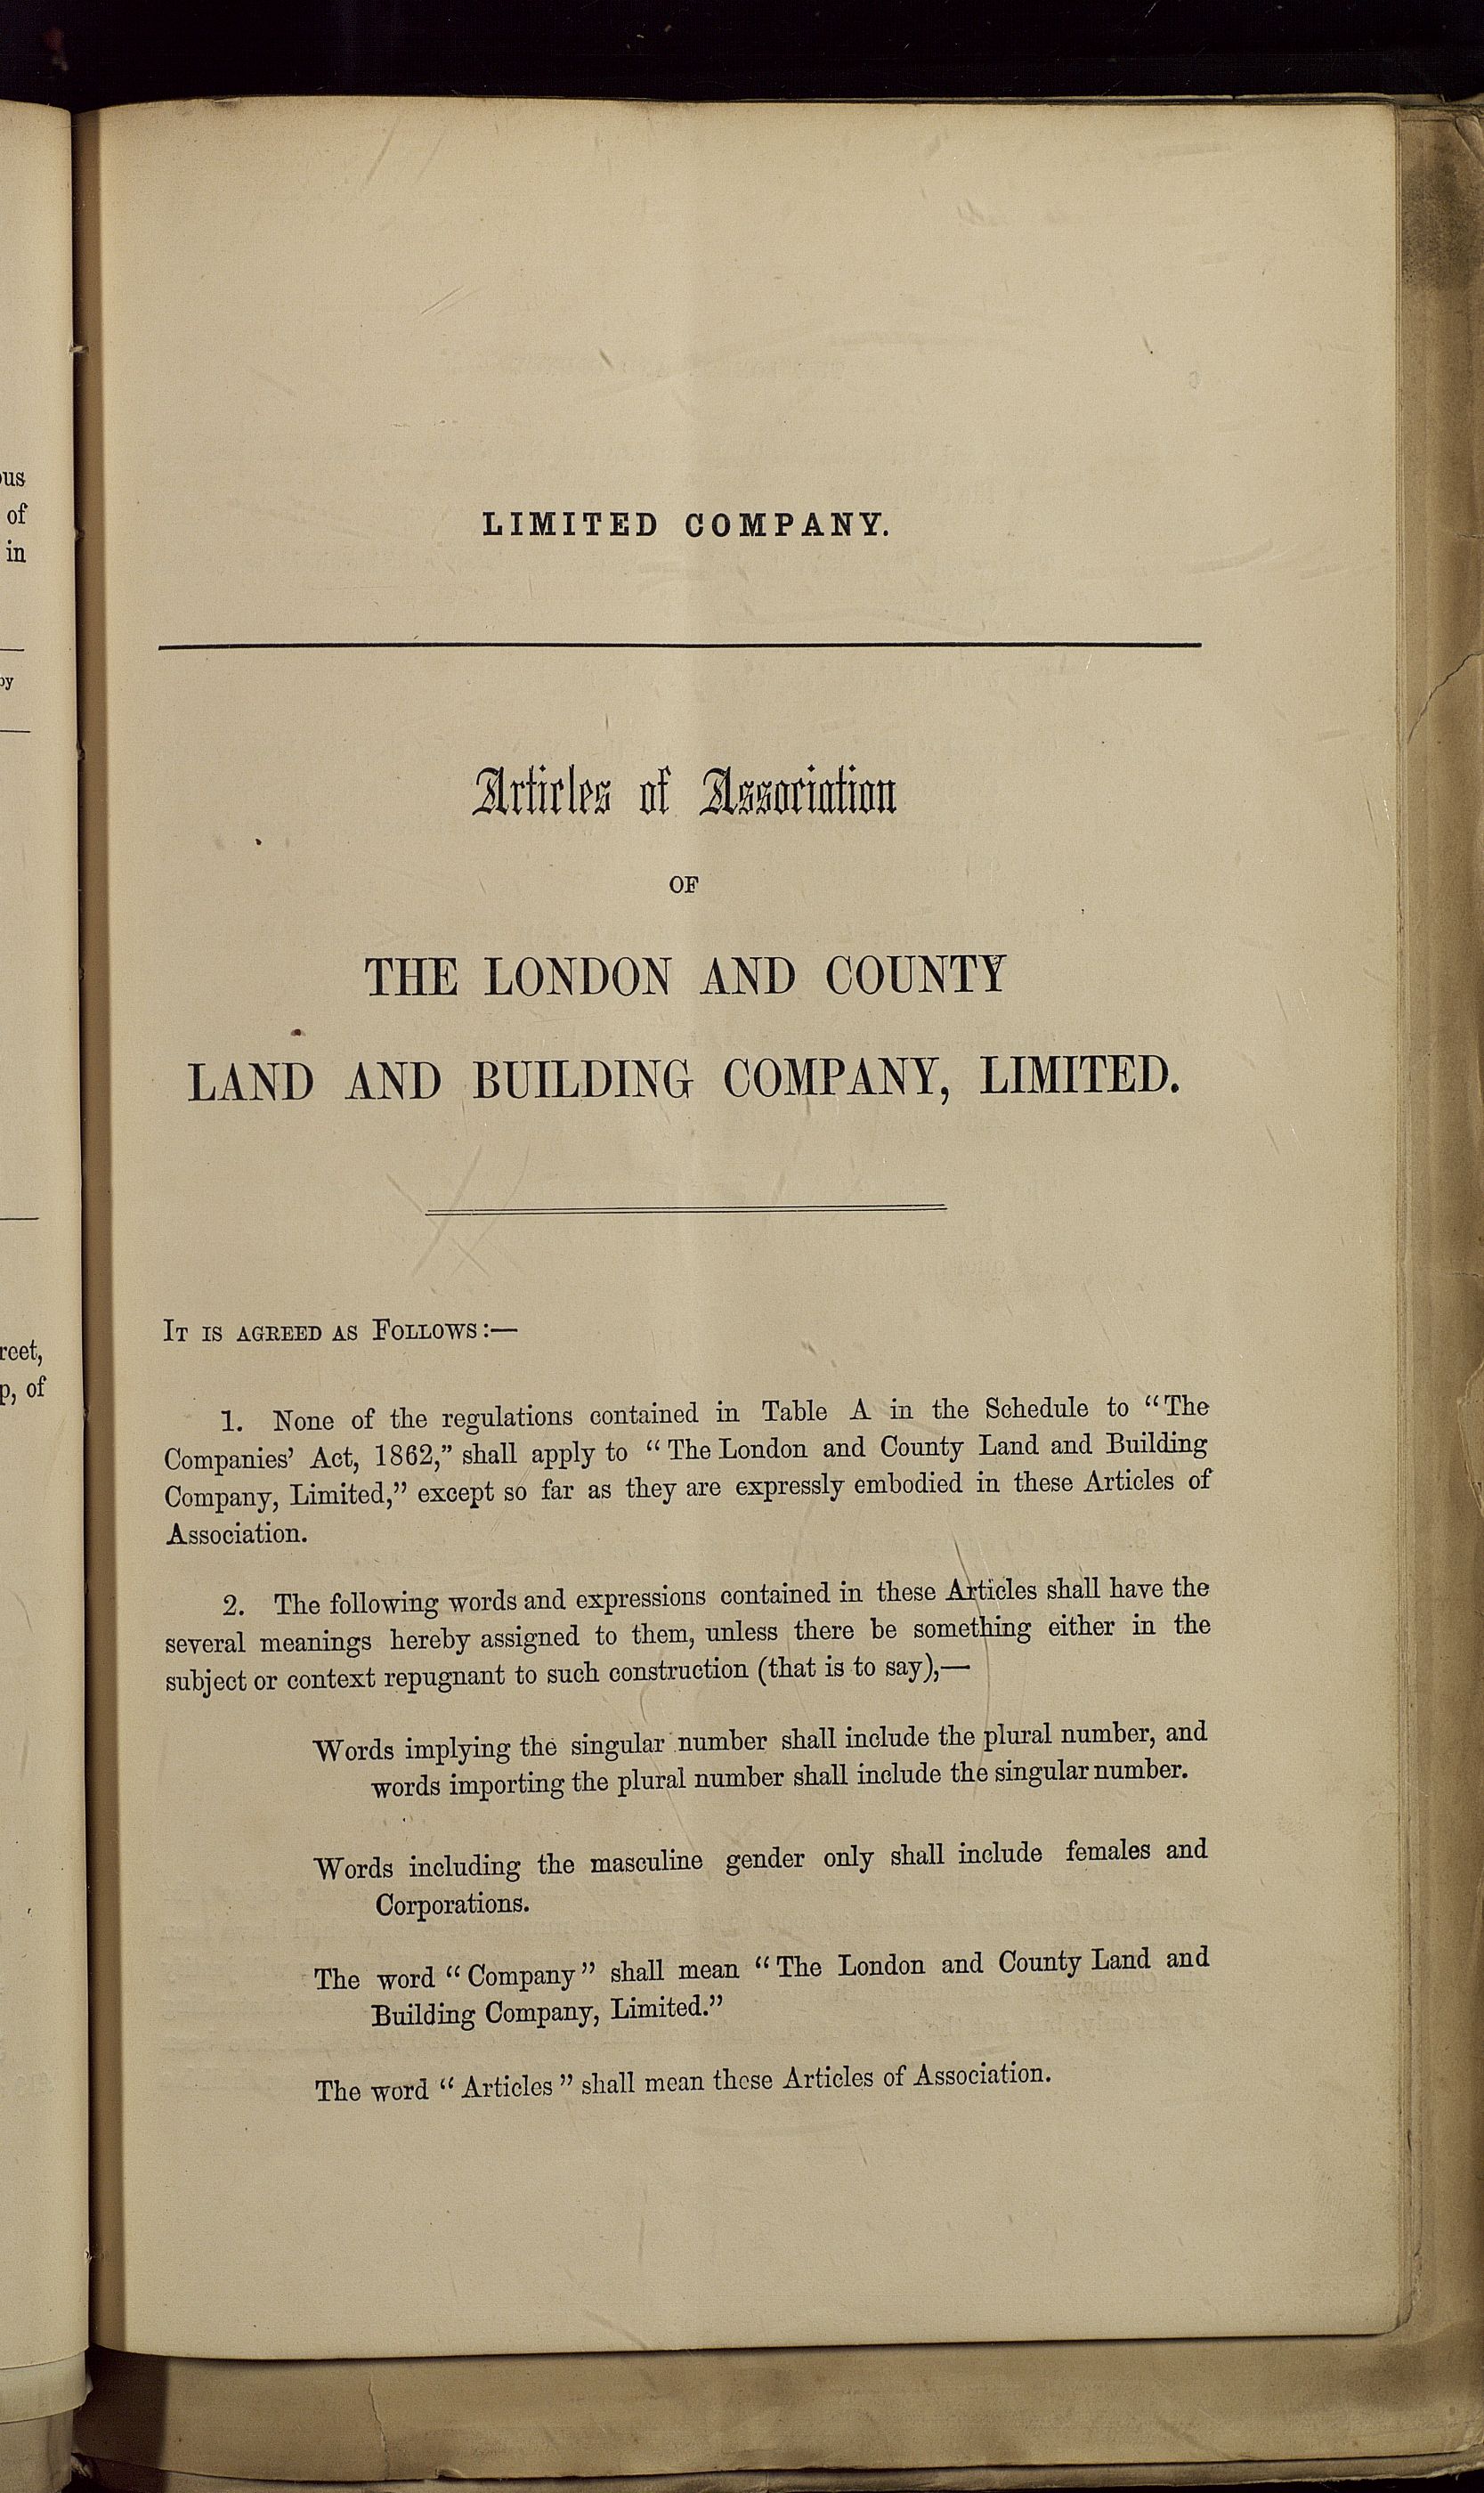 ous
of
in
by
reet,
p, of
LIMITED COMPANY.
Articles of Association
OF
THE LONDON AND COUNTY
LAND AND BUILDING COMPANY, LIMITED.
IT IS AGREED AS FOLLOWS:—
1. None of the regulations contained in Table A in the Schedule to “The
Companies’ Act, 1862,” shall apply to “The London and County Land and Building
Company, Limited,” except so far as they are expressly embodied in these Articles of
Association.
2. The following words and expressions contained in these Articles shall have the
several meanings hereby assigned to them, unless there be something either in the
subject or context repugnant to such construction (that is to say),—
Words implying the singular number shall include the plural number, and
words importing the plural number shall include the singular number.
Words including the masculine gender only shall include females and
Corporations.
The word “Company” shall mean “The London and County Land and
Building Company, Limited.”
The word “Articles” shall mean these Articles of Association.